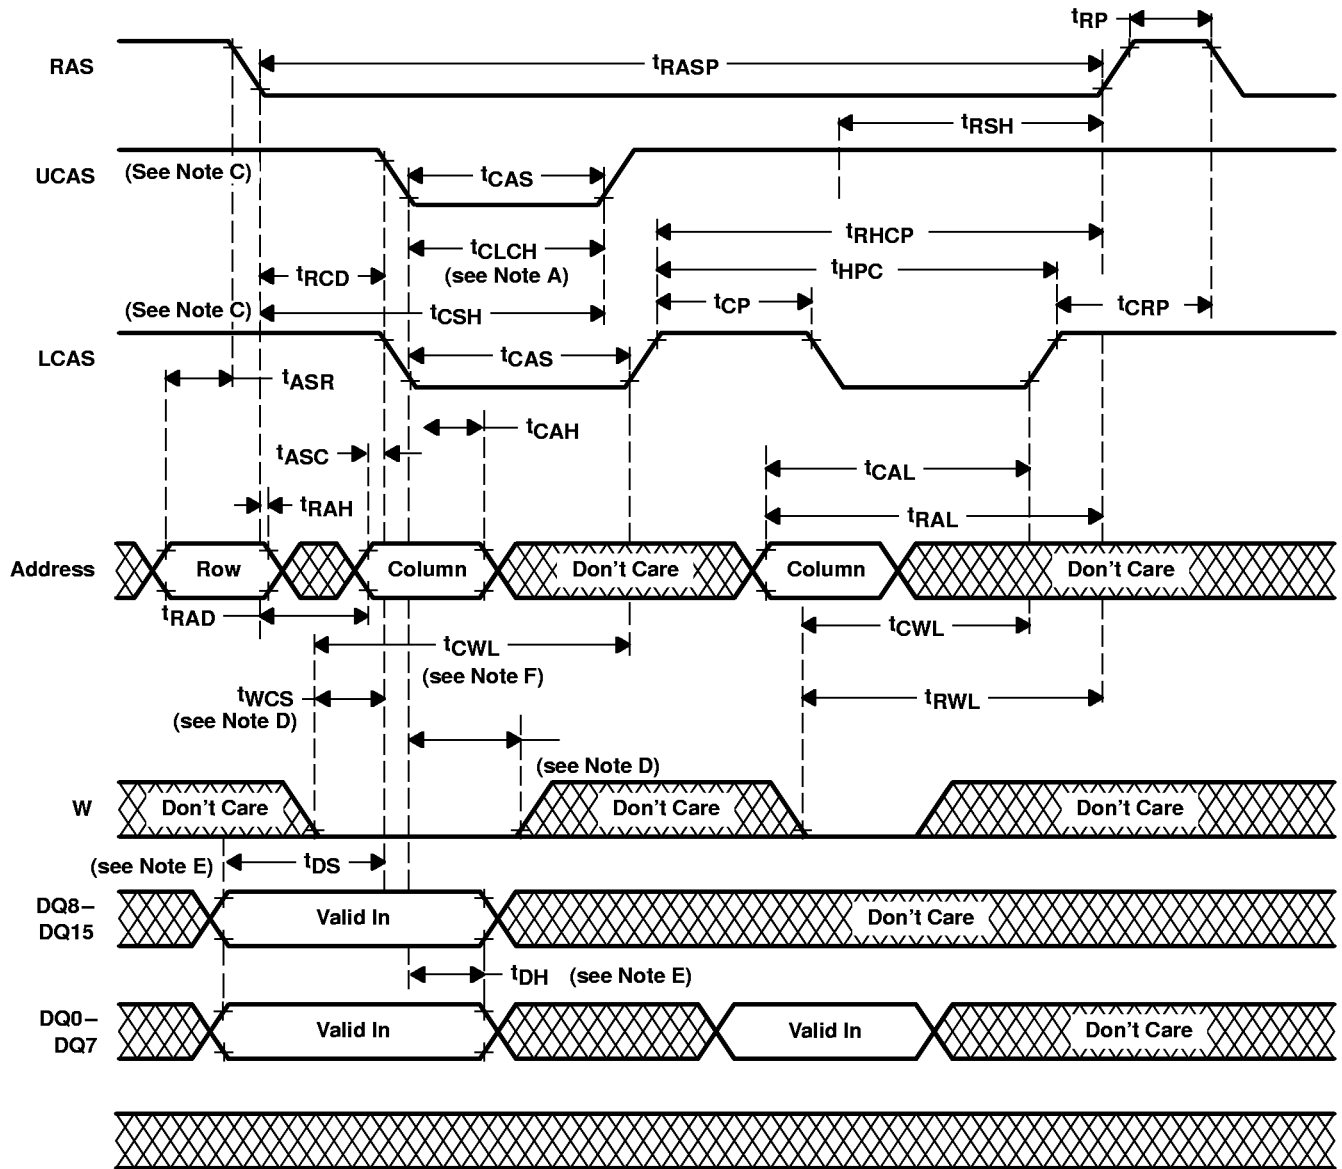 tRP
RAS
tRASP
tRSH
UCAS
(See Note C)
tCAS
tRHCP
tCLCH
(see Note A)
tRCD
tHPC
(See Note C)
tCSH
tCP
tCRP
LCAS
tCAS
tASR
tCAH
tASC
tCAL
tRAH
tRAL
Address
Row
Column
Don't Care
Column
Don't Care
tRAD
tCWL
(see Note F)
tCWL
tWCS
(see Note D)
tRWL
(see Note D)
W
Don't Care
Don't Care
Don't Care
(see Note E)
tDS
DQ8–
DQ15
Valid In
Don't Care
tDH
(see Note E)
DQ0–
DQ7
Valid In
Valid In
Don't Care